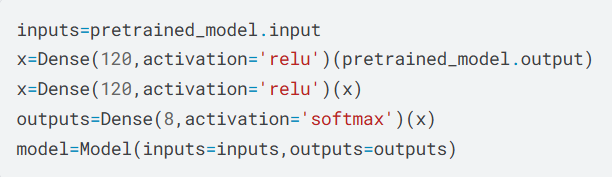 inputs=pretrained_model.input
x=Dense(120,activation='relu')(pretrained_model.output)
x=Dense(120,activation='relu')(x)
outputs=Dense(8,activation='softmax')(x)
model=Model(inputs=inputs,outputs=outputs)